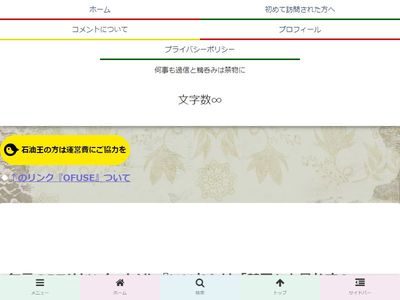 ホーム
初めて訪問された方へ
コメントについて
プロフィール
プライバシーポリシー
何事も過信と鵜呑みは禁物に
文字数∞
石油王の方は運営費にご協力を
↑のリンク『OFUSE』ついて
メニュー
ホーム
検索
トップ
サイドバー